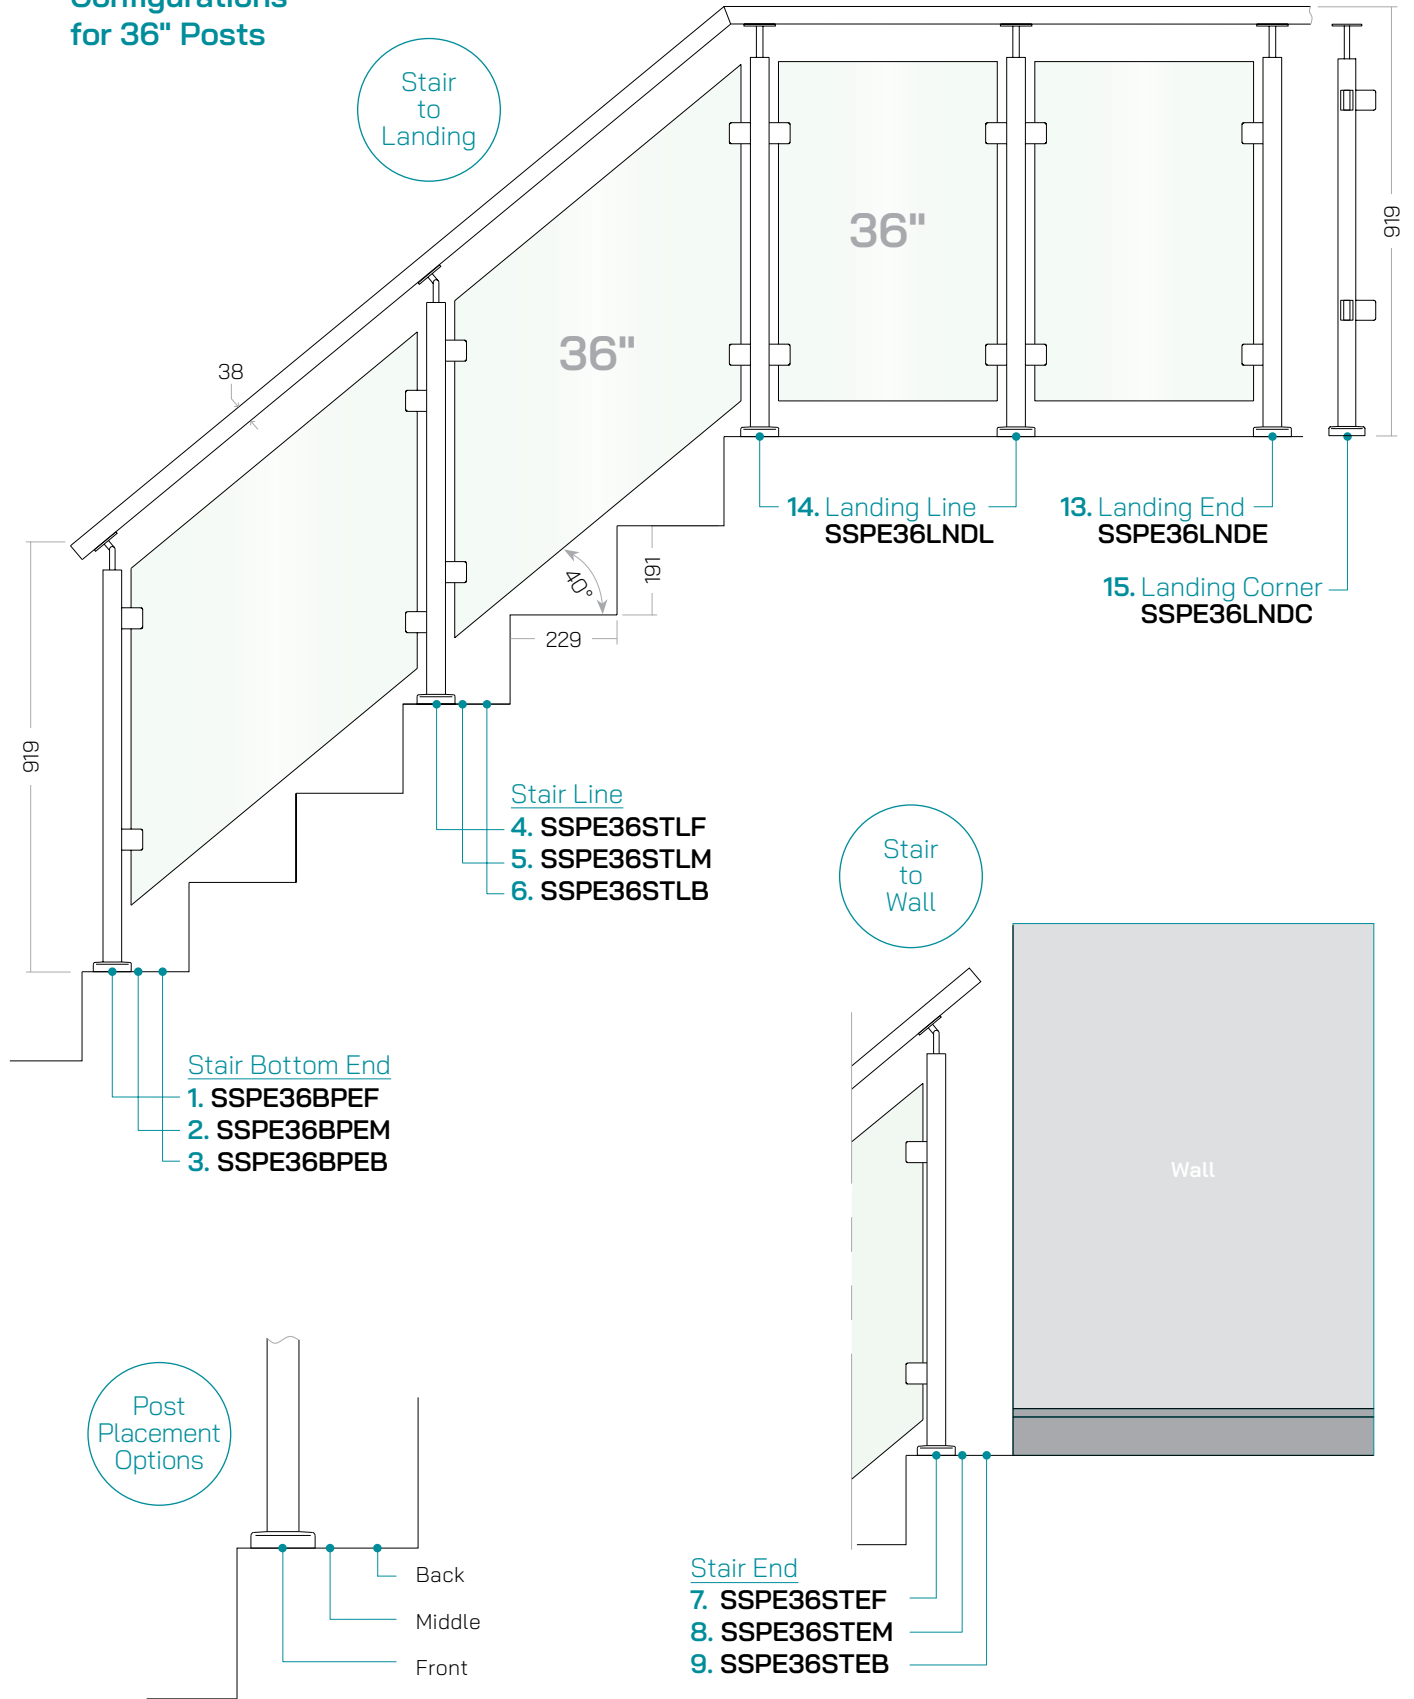 Configurations
for 36" Posts
Stair
to
Landing
36"
36"
38
919
919
40°
191
229
14. Landing Line
SSPE36LNDL
13. Landing End
SSPE36LNDE
15. Landing Corner
SSPE36LNDC
Stair Line
4. SSPE36STLF
5. SSPE36STLM
6. SSPE36STLB
Stair Bottom End
1. SSPE36BPEF
2. SSPE36BPEM
3. SSPE36BPEB
Stair
to
Wall
Wall
Post
Placement
Options
Back
Middle
Front
Stair End
7. SSPE36STEF
8. SSPE36STEM
9. SSPE36STEB